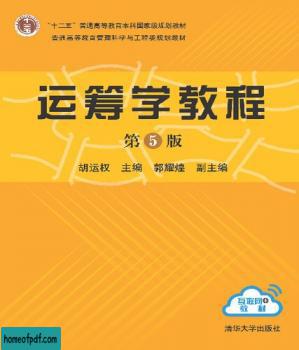 "十二五"普通高等教育本科国家级规划教材
普通高等教育管理科学与工程类规划教材
运筹学教程
第5版
胡运权 主编 郭耀煌 副主编
互联网+
教材
清华大学出版社
homeofpdf.com